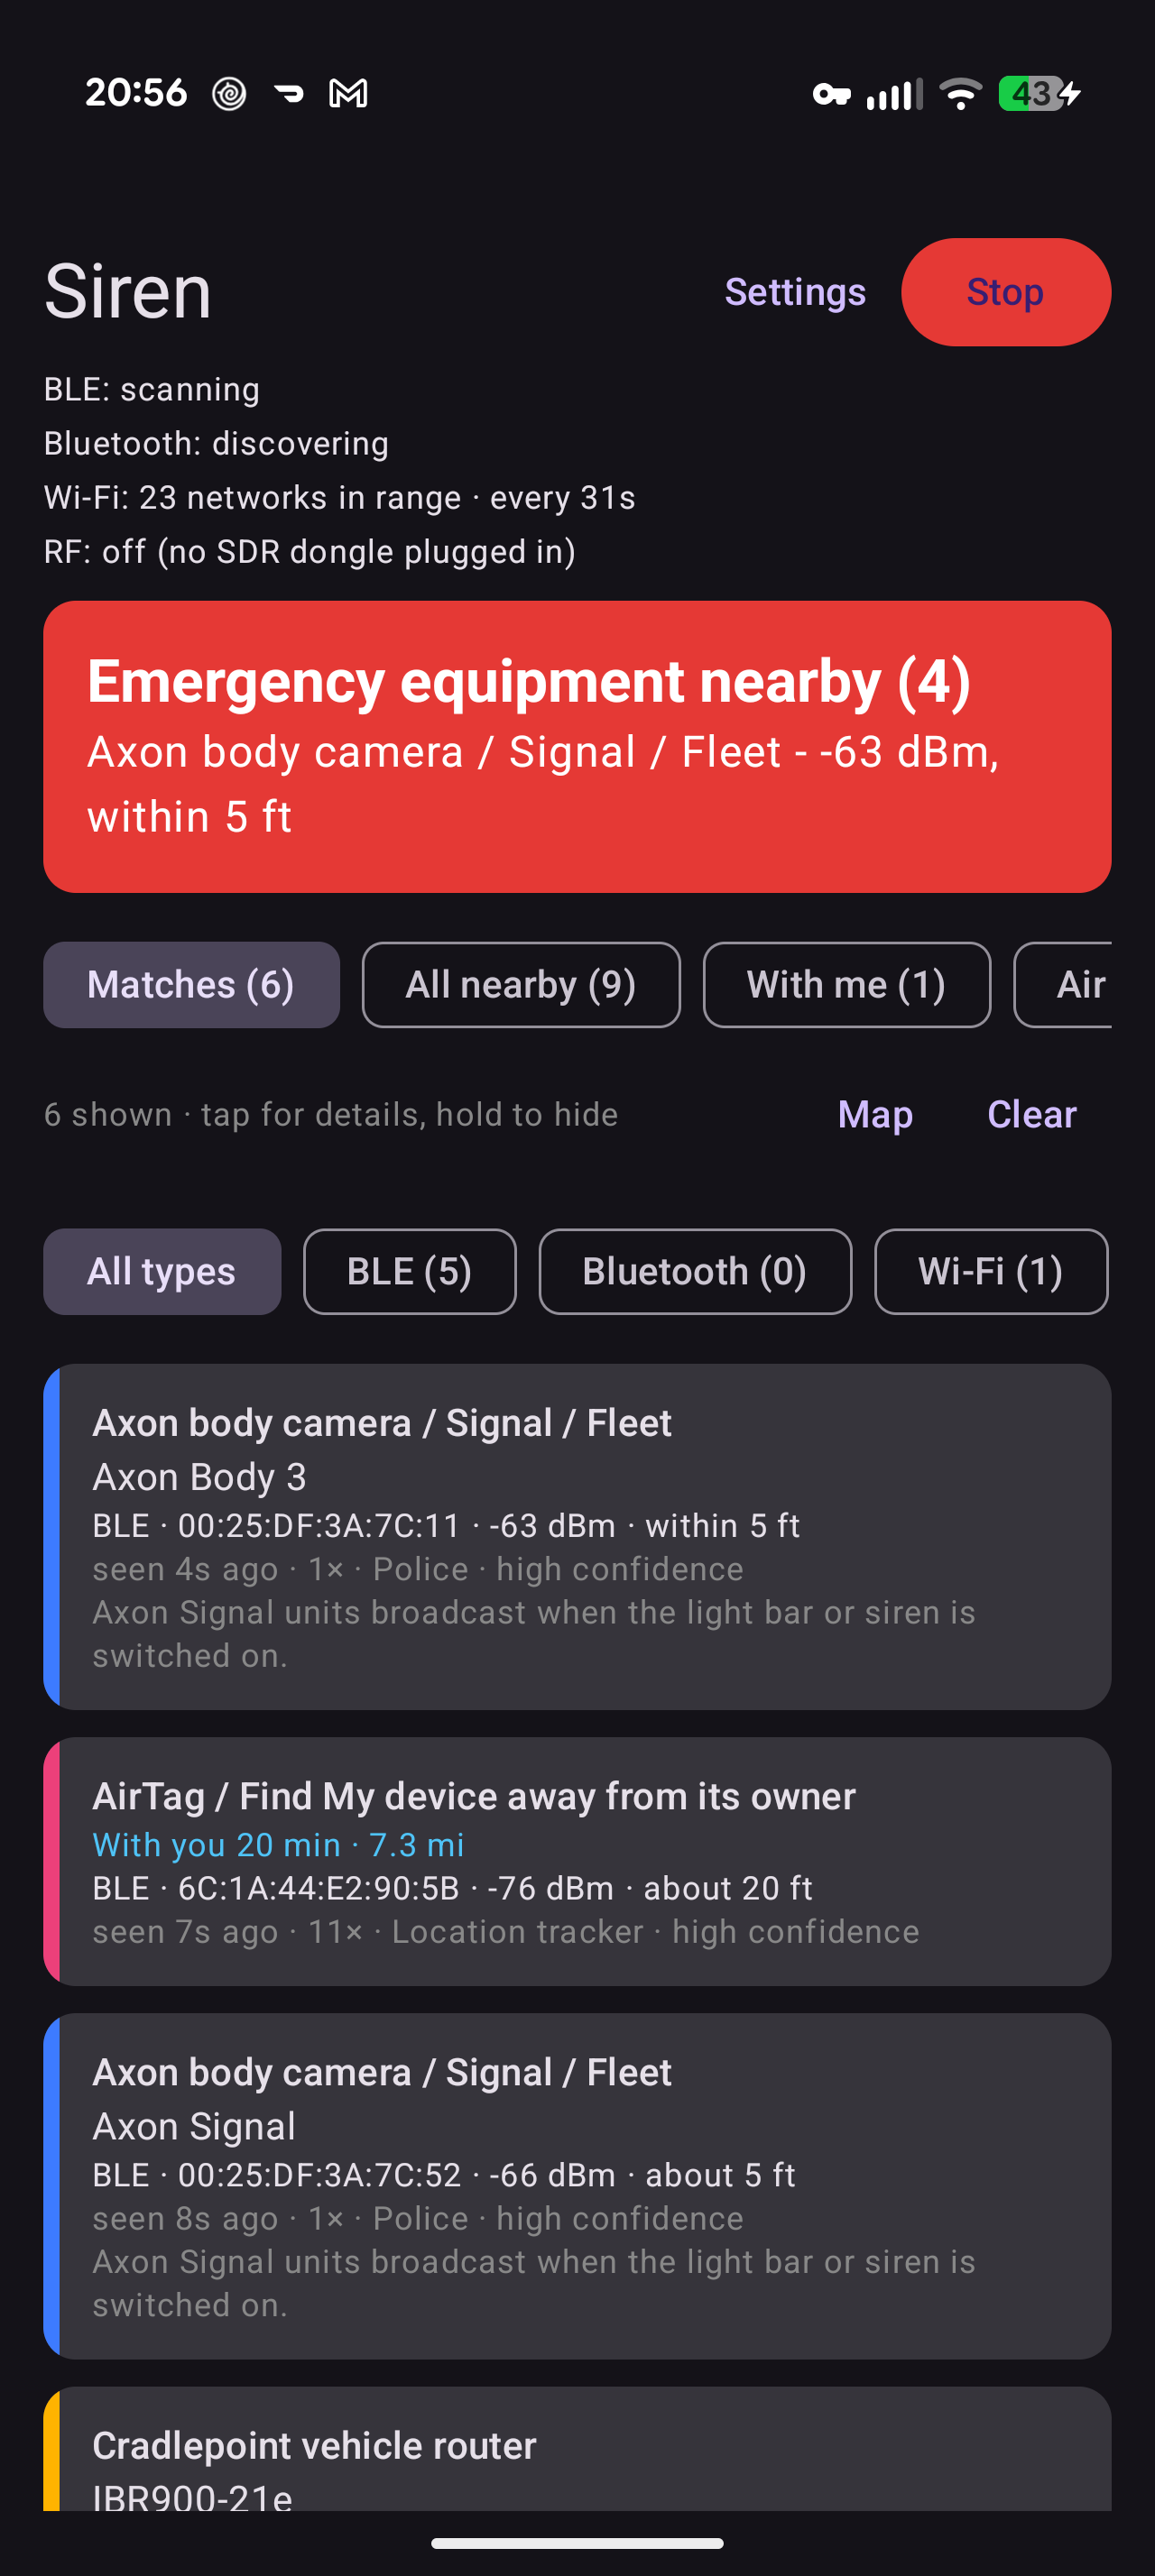 20:56
43
Siren
Settings
Stop
BLE: scanning
Bluetooth: discovering
Wi-Fi: 23 networks in range · every 31s
RF: off (no SDR dongle plugged in)
Emergency equipment nearby (4)
Axon body camera / Signal / Fleet - -63 dBm,
within 5 ft
Matches (6)
All nearby (9)
With me (1)
Air
6 shown · tap for details, hold to hide
Map
Clear
All types
BLE (5)
Bluetooth (0)
Wi-Fi (1)
Axon body camera / Signal / Fleet
Axon Body 3
BLE · 00:25:DF:3A:7C:11 · -63 dBm · within 5 ft
seen 4s ago · 1× · Police · high confidence
Axon Signal units broadcast when the light bar or siren is
switched on.
AirTag / Find My device away from its owner
With you 20 min · 7.3 mi
BLE · 6C:1A:44:E2:90:5B · -76 dBm · about 20 ft
seen 7s ago · 11× · Location tracker · high confidence
Axon body camera / Signal / Fleet
Axon Signal
BLE · 00:25:DF:3A:7C:52 · -66 dBm · about 5 ft
seen 8s ago · 1× · Police · high confidence
Axon Signal units broadcast when the light bar or siren is
switched on.
Cradlepoint vehicle router
IBR900-21e